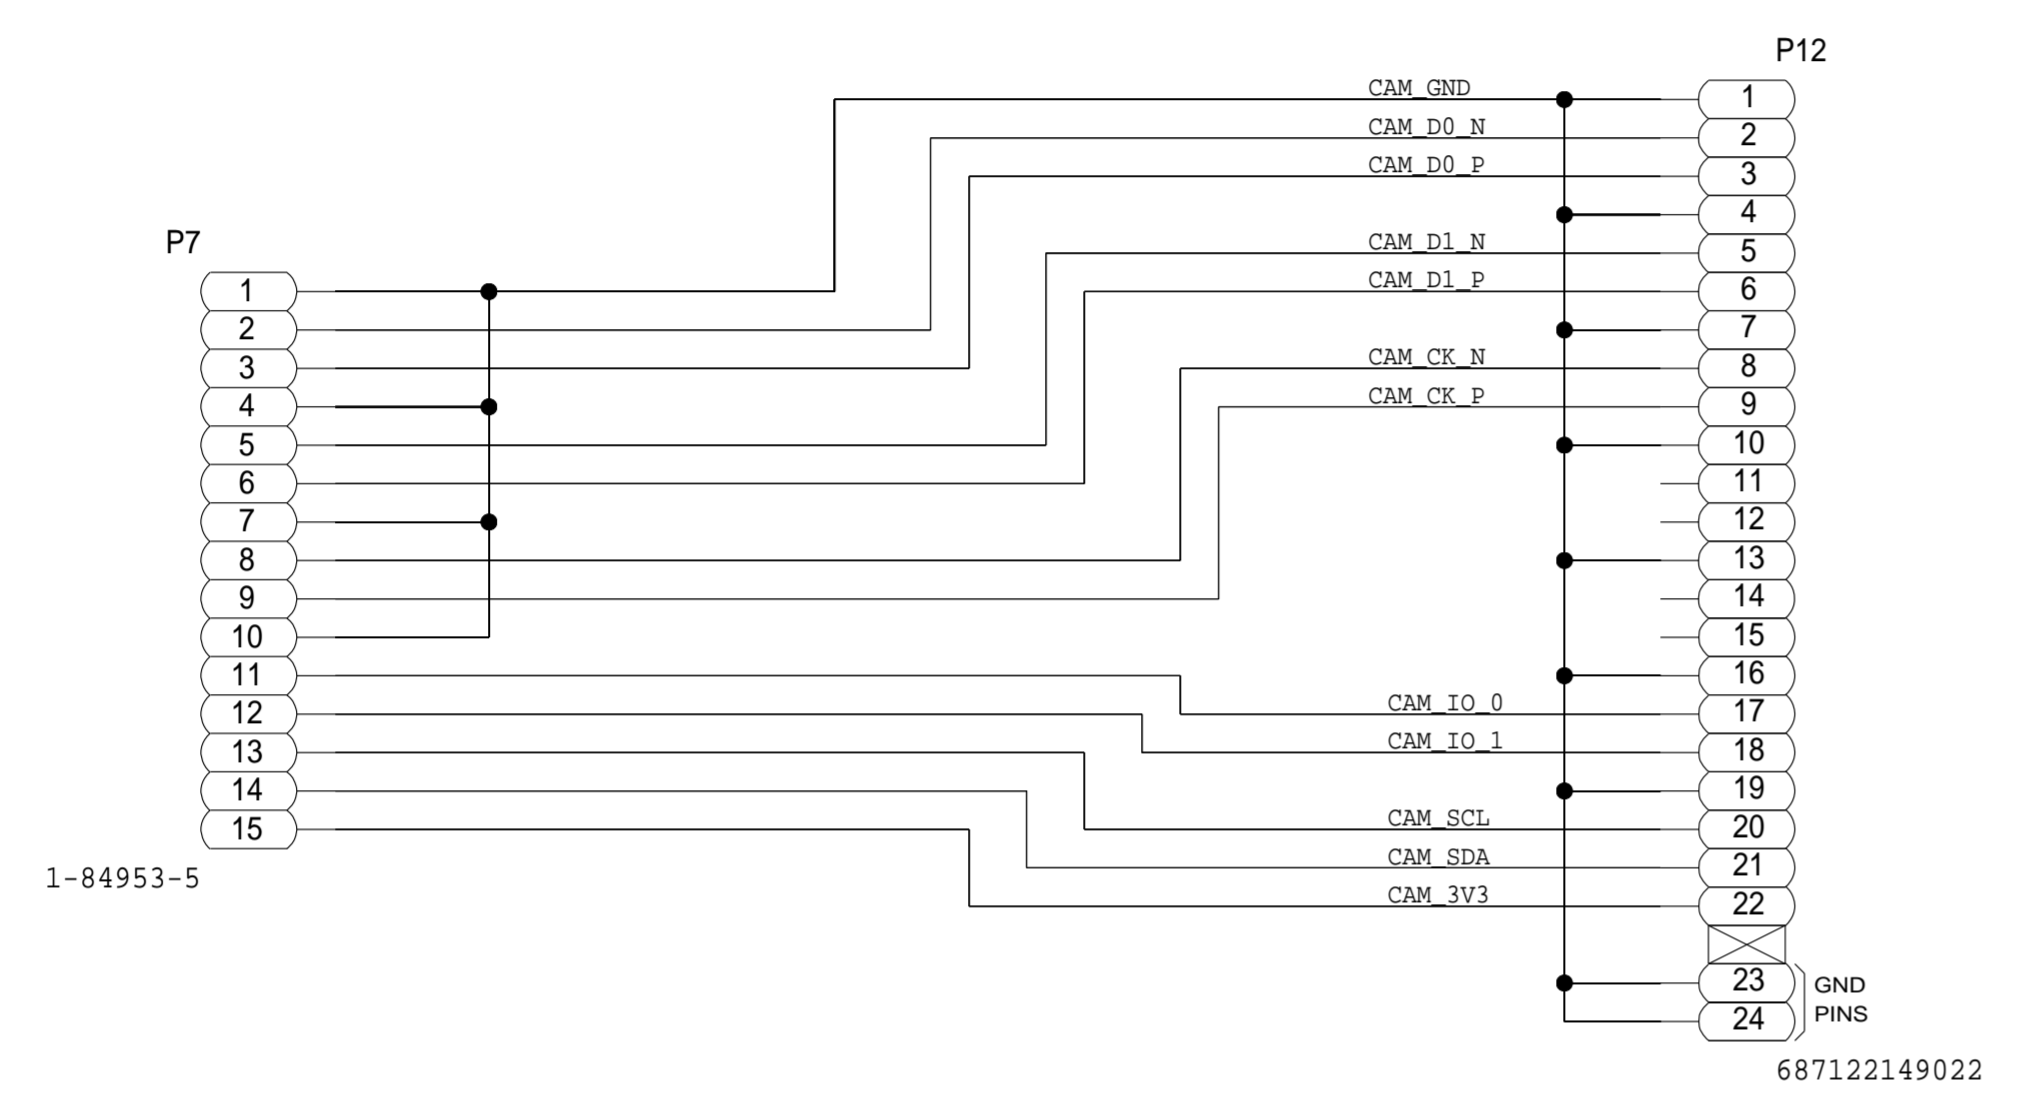 P12
CAM_GND
1
CAM_D0_N
2
CAM_D0_P
3
4
P7
CAM_D1_N
5
1
CAM_D1_P
6
2
7
3
CAM_CK_N
8
4
CAM_CK_P
9
5
10
6
11
7
12
8
13
9
14
10
15
11
16
12
CAM_IO_0
17
13
CAM_IO_1
18
14
19
15
CAM_SCL
20
1-84953-5
CAM_SDA
21
CAM_3V3
22
23
GND
24
PINS
687122149022